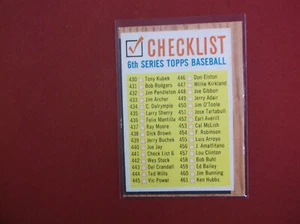 CHECKLIST
6th SERIES TOPPS BASEBALL
430 Tony Kubek
431 Bob Rodgers
432 Jim Pendleton
433 Jim Archer
434 C. Dalrymple
435 Larry Sherry
436 Felix Mantilla
437 Ray Moore
438 Dick Brown
439 Jerry Buchek
440 Joe Jay
441 Check List 6
442 Wes Stock
443 Del Crandall
444 Ted Wills
445 Vic Power
446 Don Elston
447 Willie Kirkland
448 Joe Gibbon
449 Jerry Adair
450 Jim O'Toole
451 Jose Tartabull
452 Earl Averill
453 Cal McLish
454 F. Robinson
455 Luis Arroyo
456 J. Amalfitano
457 Lou Clinton
458 Bob Buhl
459 Ed Bailey
460 Jim Bunning
461 Ken Hubbs